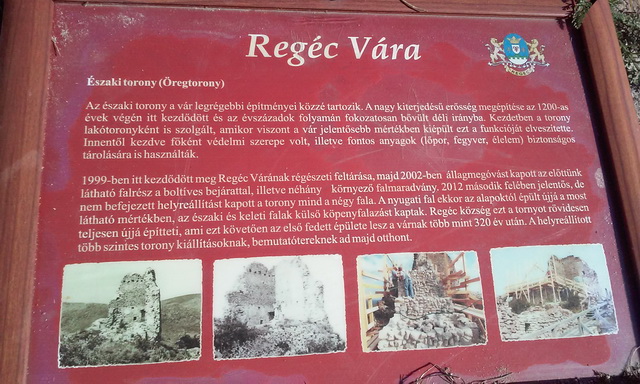 Regéc Vára
Északi torony (Öregtorony)
Az északi torony a vár legrégebbi építményei közzé tartozik. A nagy kiterjedésű erősség megépítése az 1200-as
évek végén itt kezdődött és az évszázadok folyamán fokozatosan bővült déli irányba. Kezdetben a torony
lakótoronyként is szolgált, amikor viszont a vár jelentősebb mértékben kiépült ezt a funkcióját elveszítette.
Innentől kezdve főként védelmi szerepe volt, illetve fontos anyagok (lőpor, fegyver, élelem) biztonságos
tárolására is használták.
1999-ben itt kezdődött meg Regéc Várának régészeti feltárása, majd 2002-ben állagmegóvást kapott az előttünk
látható falrész a boltíves bejárattal, illetve néhány környező falmaradvány. 2012 második felében jelentős, de
nem befejezett helyreállítást kapott a torony mind a négy fala. A nyugati fal ekkor az alapoktól épült újjá a most
látható mértékben, az északi és keleti falak külső köpenyfalazást kaptak. Regéc község ezt a tornyot rövidesen
teljesen újjá építteti, ami ezt követően az első fedett épülete lesz a várnak több mint 320 év után. A helyreállított
több szintes torony kiállításoknak, bemutatótereknek ad majd otthont.